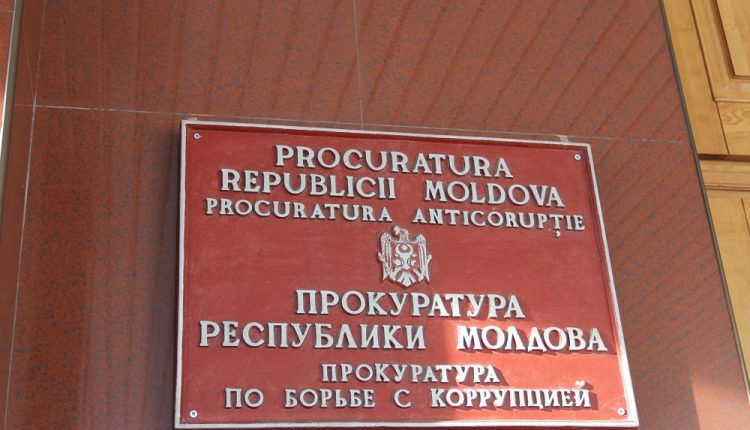 PROCURATURA
REPUBLICII MOLDOVA
PROCURATURA ANTICORUPȚIE
ПРОКУРАТУРА
РЕСПУБЛИКИ МОЛДОВА
ПРОКУРАТУРА
ПО БОРЬБЕ С КОРРУПЦИЕЙ